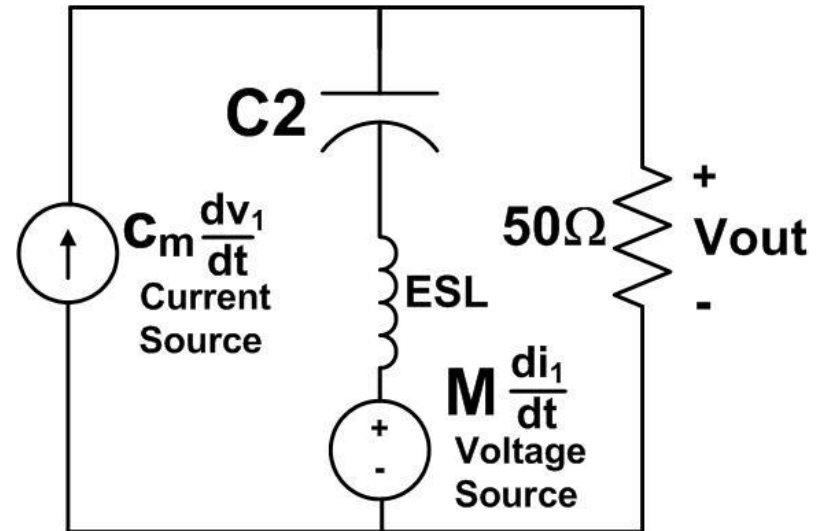 C2
+
50Ω
Vout
-
cₘ dv₁/dt
Current
Source
ESL
M di₁/dt
+
-
Voltage
Source